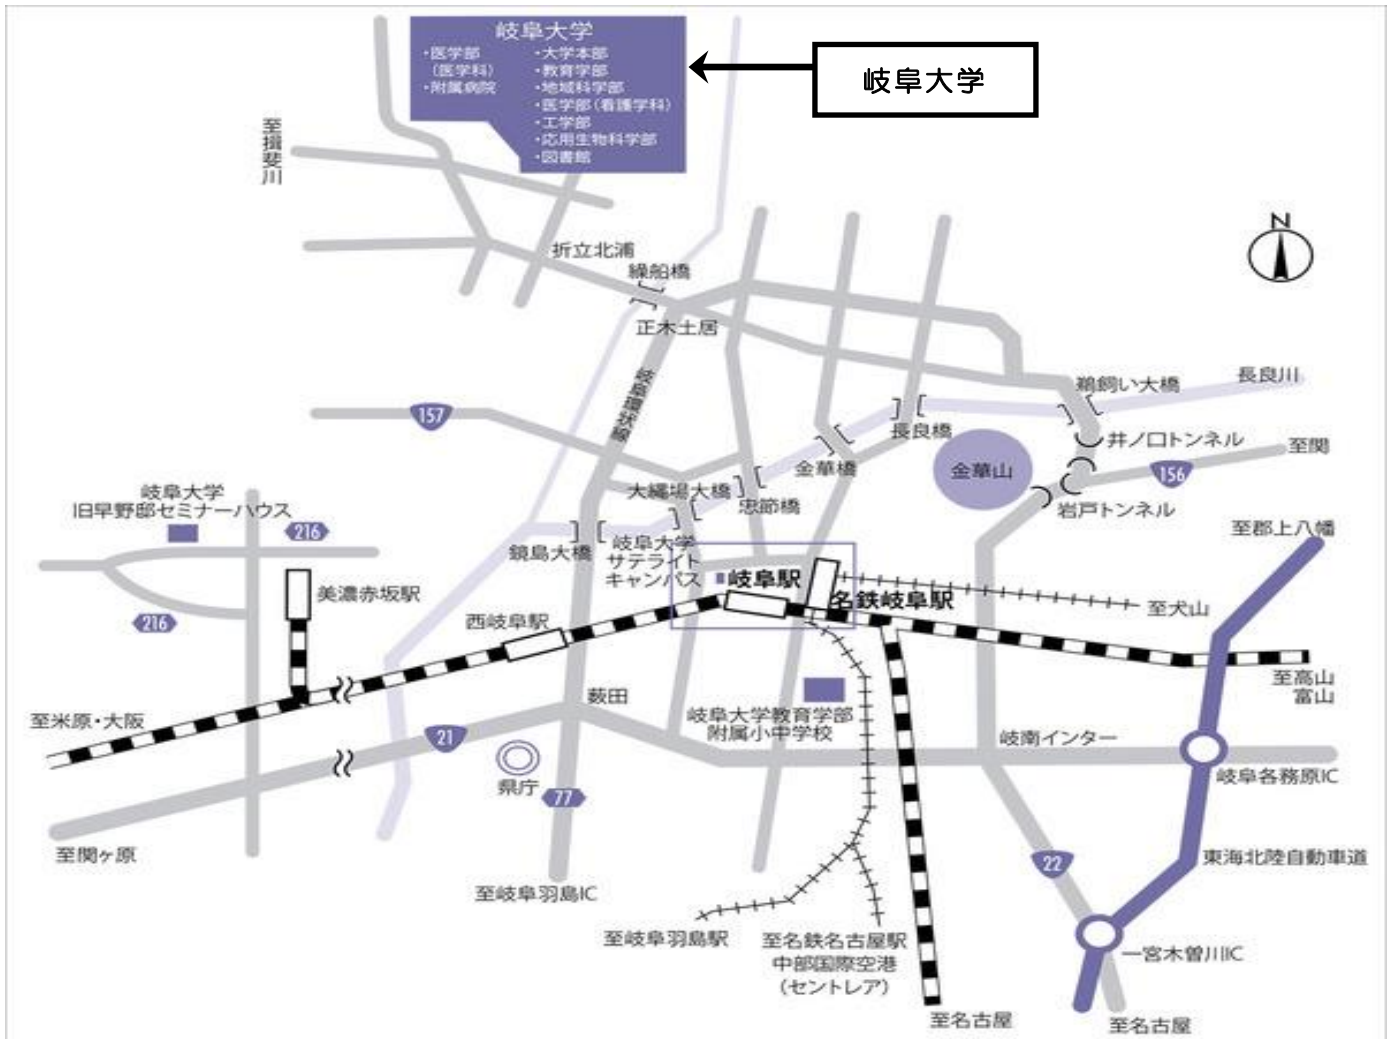 岐阜大学
・医学部
(医学科)
・附属病院
・大学本部
・教育学部
・地域科学部
・医学部(看護学科)
・工学部
・応用生物科学部
・図書館
岐阜大学
至揖斐川
N
折立北浦
繰船橋
正木土居
岐阜環状線
157
鵜飼い大橋
長良川
長良橋
井ノ口トンネル
至関
金華橋
金華山
156
岐阜大学
旧早野邸セミナーハウス
216
大縄場大橋
忠節橋
岩戸トンネル
至郡上八幡
鏡島大橋
岐阜大学
サテライト
キャンパス
岐阜駅
美濃赤坂駅
名鉄岐阜駅
至犬山
216
西岐阜駅
至高山
富山
薮田
至米原・大阪
岐阜大学教育学部
附属小中学校
21
岐南インター
県庁
岐阜各務原IC
77
至関ヶ原
22
東海北陸自動車道
至岐阜羽島IC
至岐阜羽島駅
至名鉄名古屋駅
中部国際空港
(セントレア)
一宮木曽川IC
至名古屋
至名古屋